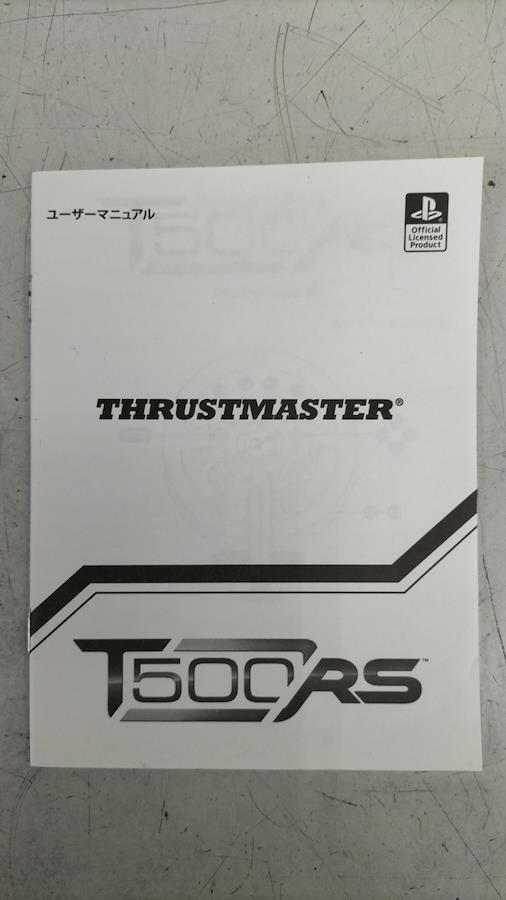 ユーザーマニュアル
Official
Licensed
Product
THRUSTMASTER®
T500RS™